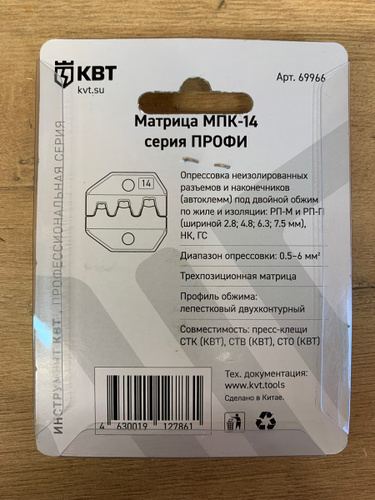 КВТ
kvt.su
Арт. 69966
Матрица МПК-14
серия ПРОФИ
14
Опрессовка неизолированных
разъемов и наконечников
(автоклемм) под двойной обжим
по жиле и изоляции: РП-М и РП-П
(шириной 2.8; 4.8; 6.3; 7.5 мм),
НК, ГС
Диапазон опрессовки: 0.5–6 мм²
Трехпозиционная матрица
Профиль обжима:
лепестковый двухконтурный
Совместимость: пресс-клещи
СТК (КВТ), СТВ (КВТ), СТО (КВТ)
Тех. документация:
www.kvt.tools
Сделано в Китае.
4 630019 127861
ИНСТРУМЕНТ КВТ, ПРОФЕССИОНАЛЬНАЯ СЕРИЯ